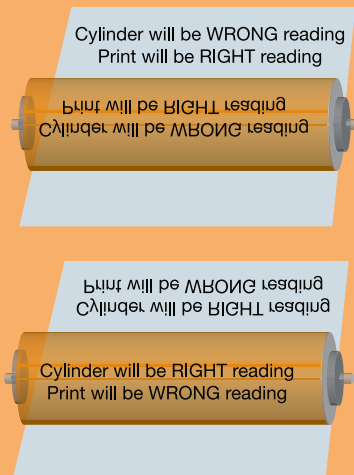 Cylinder will be WRONG reading
Print will be RIGHT reading
Print will be RIGHT reading
Cylinder will be WRONG reading
Print will be WRONG reading
Cylinder will be RIGHT reading
Cylinder will be RIGHT reading
Print will be WRONG reading